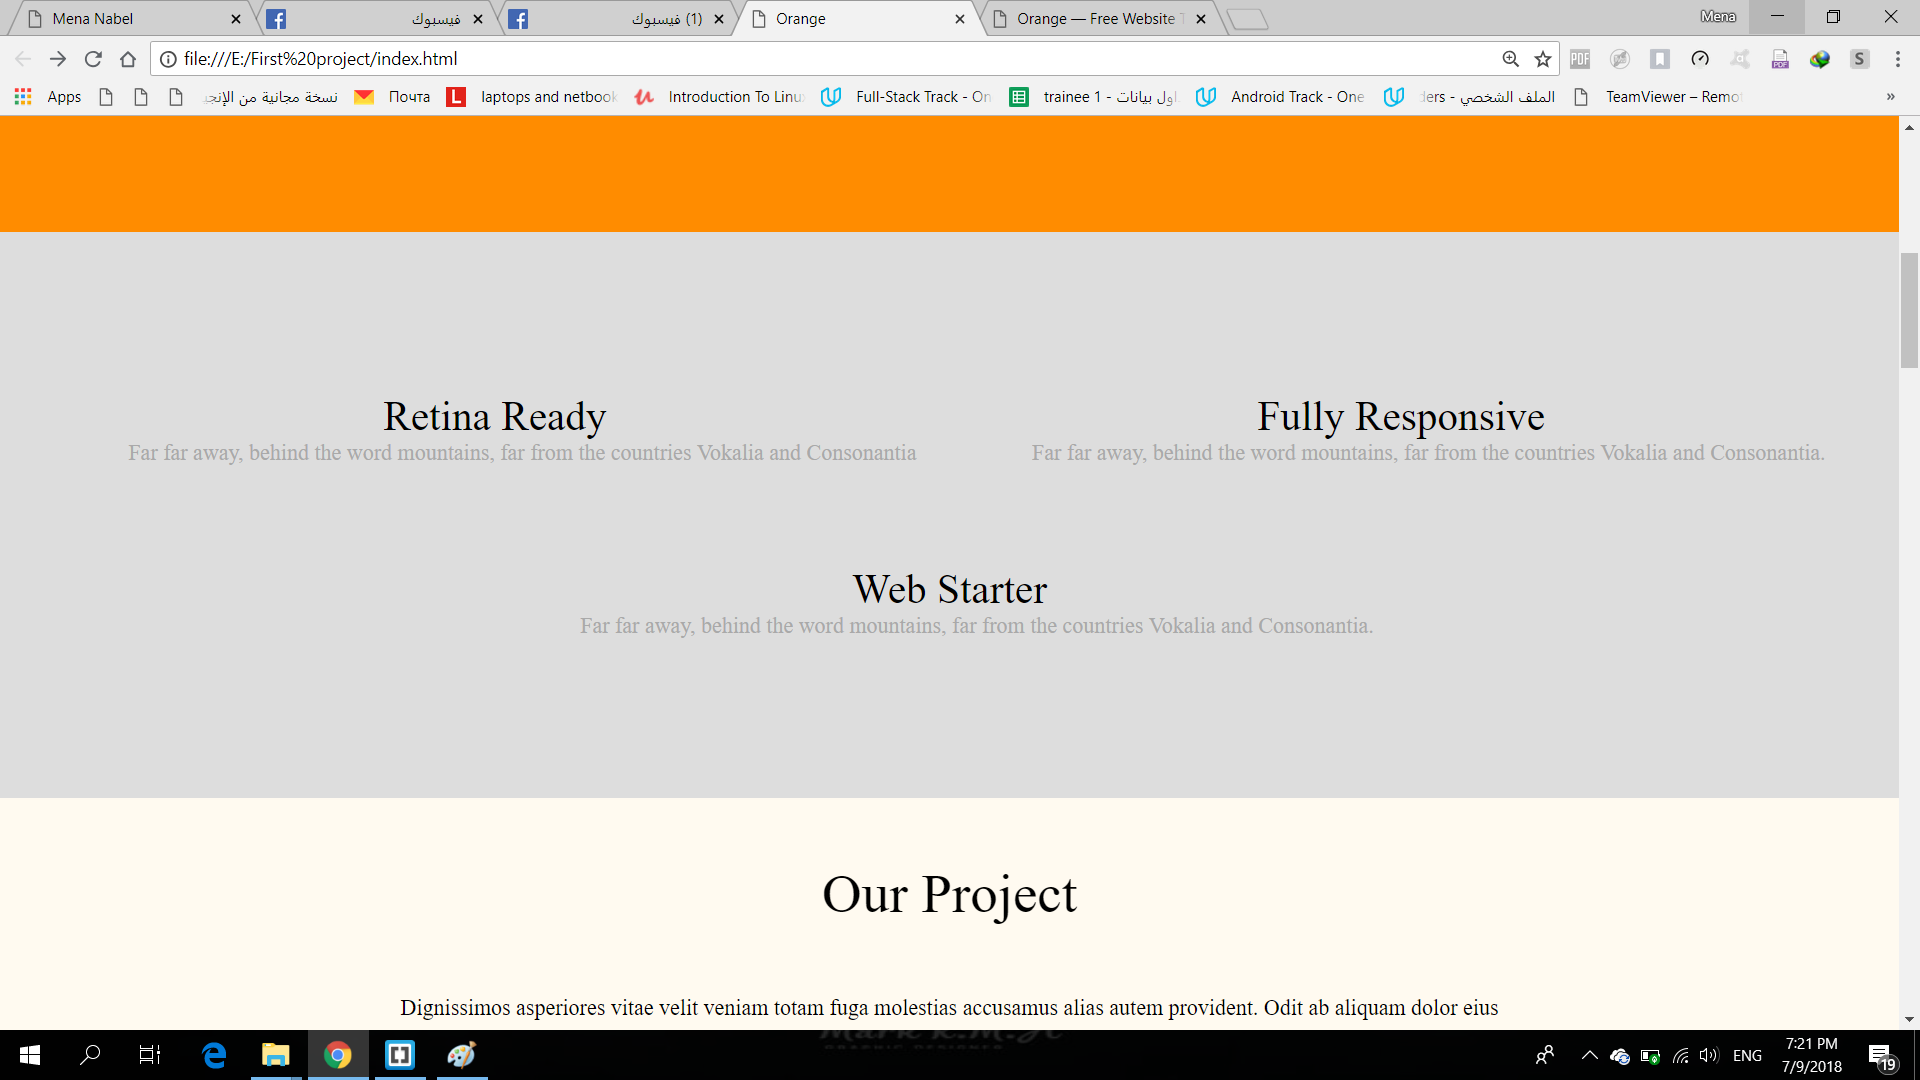 Mena Nabel
فيسبوك
(1) فيسبوك
Orange
Orange — Free Website
Mena
file:///E:/First%20project/index.html
Apps
نسخة مجانية من الإنج
Почта
laptops and netbook
Introduction To Linu
Full-Stack Track - On
trainee 1 - اول بيانات
Android Track - One
ders - الملف الشخصي
TeamViewer – Remo
»
Retina Ready
Fully Responsive
Far far away, behind the word mountains, far from the countries Vokalia and Consonantia
Far far away, behind the word mountains, far from the countries Vokalia and Consonantia.
Web Starter
Far far away, behind the word mountains, far from the countries Vokalia and Consonantia.
Our Project
Dignissimos asperiores vitae velit veniam totam fuga molestias accusamus alias autem provident. Odit ab aliquam dolor eius
ENG
7:21 PM
7/9/2018
19